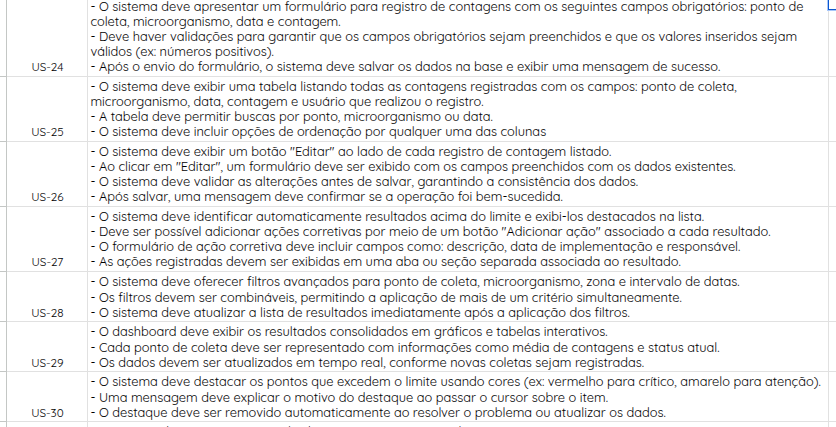 - O sistema deve apresentar um formulário para registro de contagens com os seguintes campos obrigatórios: ponto de
coleta, microorganismo, data e contagem.
- Deve haver validações para garantir que os campos obrigatórios sejam preenchidos e que os valores inseridos sejam
válidos (ex: números positivos).
US-24 - Após o envio do formulário, o sistema deve salvar os dados na base e exibir uma mensagem de sucesso.
- O sistema deve exibir uma tabela listando todas as contagens registradas com os campos: ponto de coleta,
microorganismo, data, contagem e usuário que realizou o registro.
- A tabela deve permitir buscas por ponto, microorganismo ou data.
US-25 - O sistema deve incluir opções de ordenação por qualquer uma das colunas
- O sistema deve exibir um botão "Editar" ao lado de cada registro de contagem listado.
- Ao clicar em "Editar", um formulário deve ser exibido com os campos preenchidos com os dados existentes.
- O sistema deve validar as alterações antes de salvar, garantindo a consistência dos dados.
US-26 - Após salvar, uma mensagem deve confirmar se a operação foi bem-sucedida.
- O sistema deve identificar automaticamente resultados acima do limite e exibi-los destacados na lista.
- Deve ser possível adicionar ações corretivas por meio de um botão "Adicionar ação" associado a cada resultado.
- O formulário de ação corretiva deve incluir campos como: descrição, data de implementação e responsável.
US-27 - As ações registradas devem ser exibidas em uma aba ou seção separada associada ao resultado.
- O sistema deve oferecer filtros avançados para ponto de coleta, microorganismo, zona e intervalo de datas.
- Os filtros devem ser combináveis, permitindo a aplicação de mais de um critério simultaneamente.
US-28 - O sistema deve atualizar a lista de resultados imediatamente após a aplicação dos filtros.
- O dashboard deve exibir os resultados consolidados em gráficos e tabelas interativos.
- Cada ponto de coleta deve ser representado com informações como média de contagens e status atual.
US-29 - Os dados devem ser atualizados em tempo real, conforme novas coletas sejam registradas.
- O sistema deve destacar os pontos que excedem o limite usando cores (ex: vermelho para crítico, amarelo para atenção).
- Uma mensagem deve explicar o motivo do destaque ao passar o cursor sobre o item.
US-30 - O destaque deve ser removido automaticamente ao resolver o problema ou atualizar os dados.